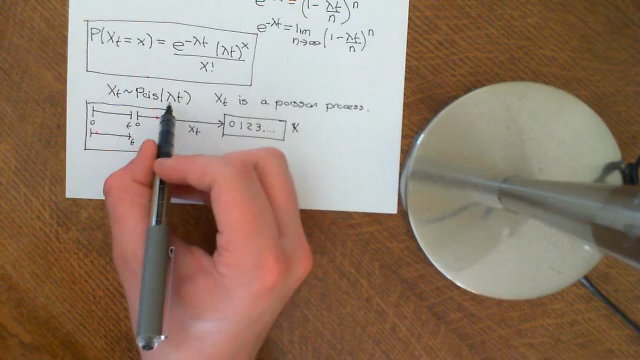 e^-λt = (1 - λt/n)^n
e^-λt = lim n→∞ (1 - λt/n)^n
P(X_t = x) = e^-λt (λt)^x / x!
X_t ~ Pois(λt) X_t is a poisson process.
0 t 0
t X_t 0 1 2 3 ...